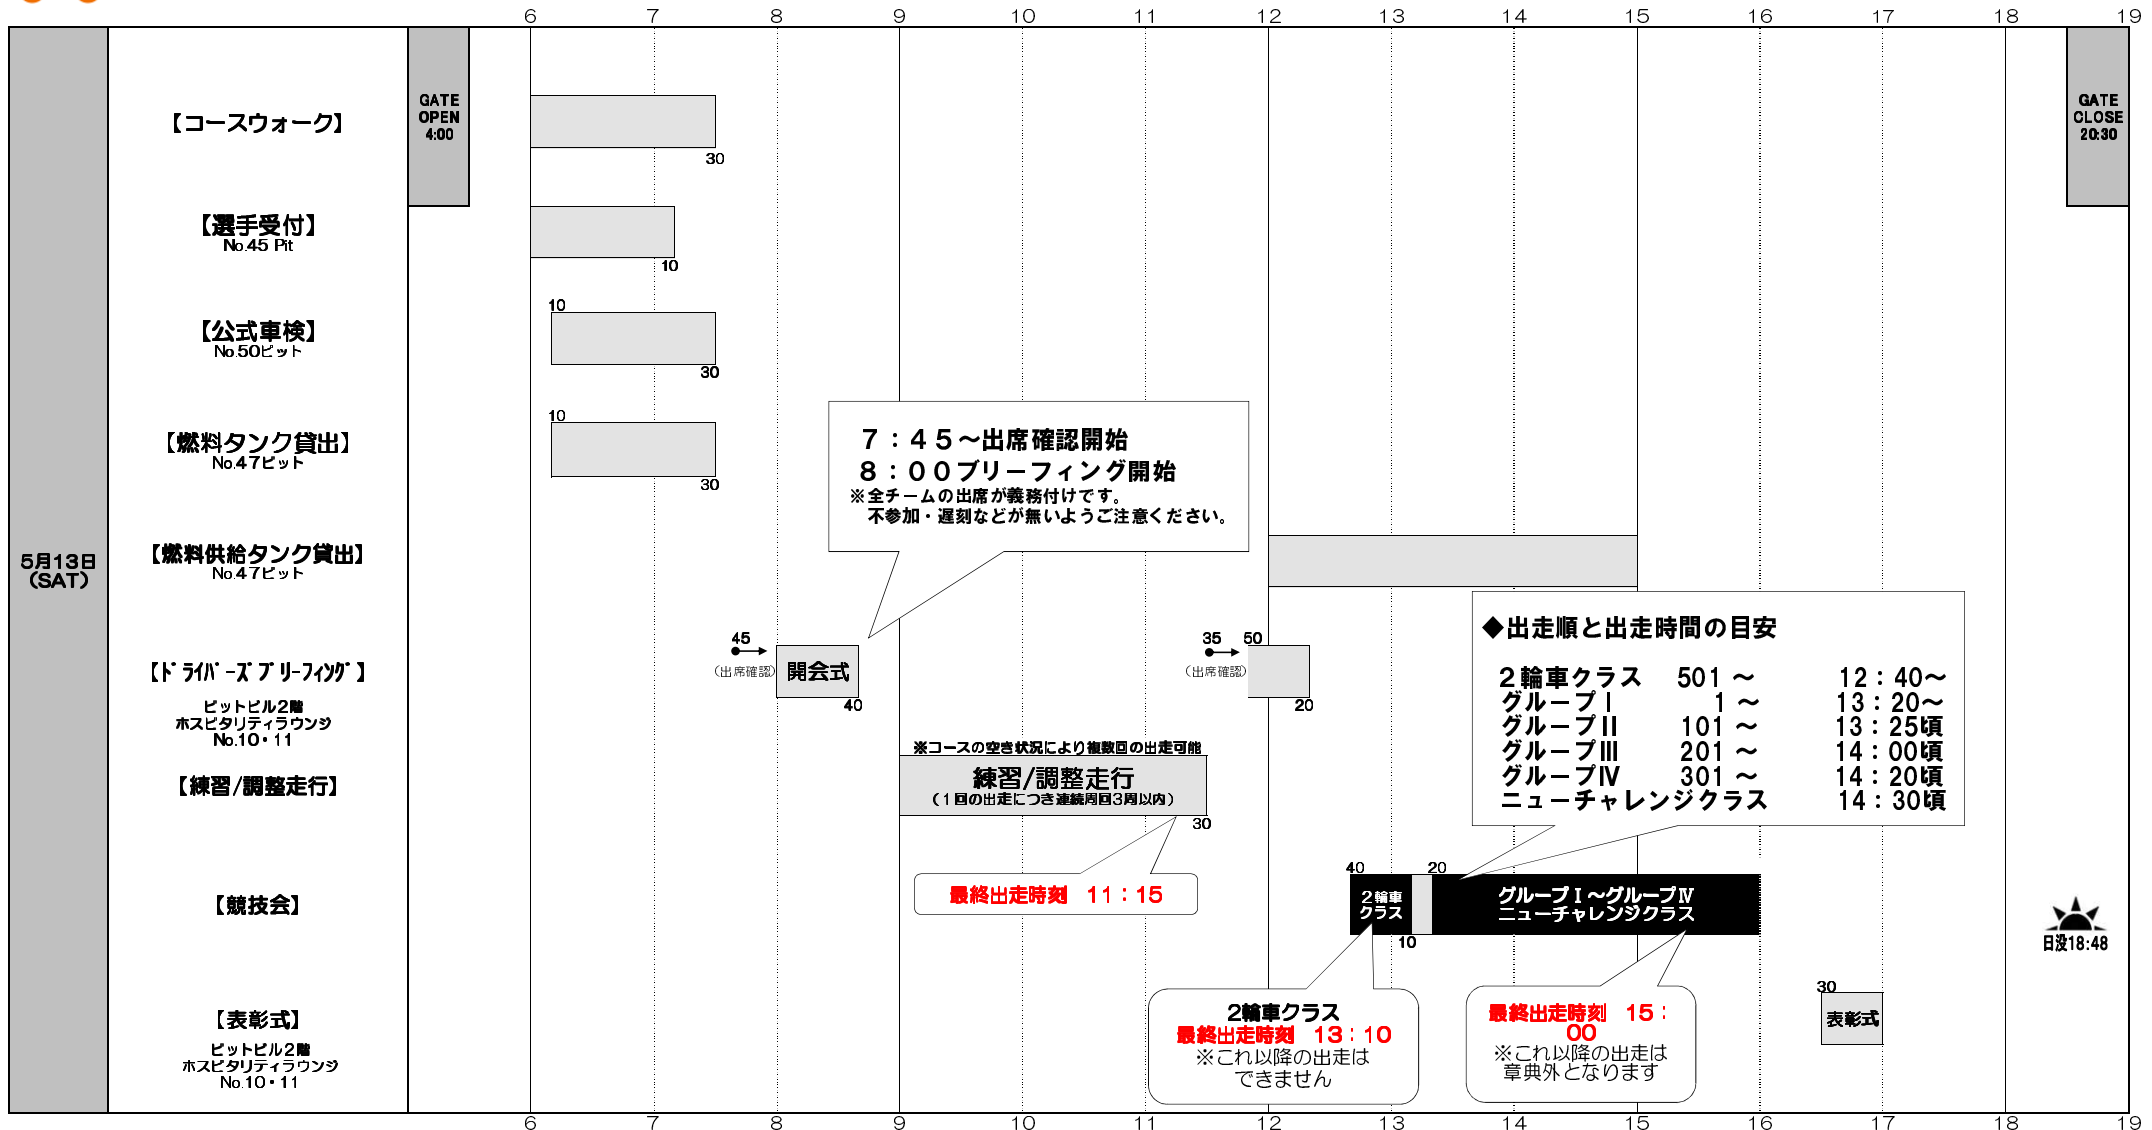 6 7 8 9 10 11 12 13 14 15 16 17 18 19
5月13日
(SAT)
GATE
OPEN
4:00
GATE
CLOSE
20:30
【コースウォーク】
30
【選手受付】
No.45 Pit
10
【公式車検】
No.50ピット
10
30
【燃料タンク貸出】
No.47ピット
10
30
7：45～出席確認開始
8：00ブリーフィング開始
※全チームの出席が義務付けです。
不参加・遅刻などが無いようご注意ください。
【燃料供給タンク貸出】
No.47ピット
【ﾄﾞﾗｲﾊﾞｰｽﾞﾌﾞﾘｰﾌｨﾝｸﾞ】
ピットビル2階
ホスピタリティラウンジ
No.10・11
45
(出席確認)
開会式
40
35 50
(出席確認)
20
◆出走順と出走時間の目安
2輪車クラス 501～ 12：40～
グループⅠ 1～ 13：20～
グループⅡ 101～ 13：25頃
グループⅢ 201～ 14：00頃
グループⅣ 301～ 14：20頃
ニューチャレンジクラス 14：30頃
【練習/調整走行】
※コースの空き状況により複数回の出走可能
練習/調整走行
(1回の出走につき連続周回3周以内)
30
最終出走時刻 11：15
【競技会】
40 20
2輪車
クラス
10
グループⅠ～グループⅣ
ニューチャレンジクラス
2輪車クラス
最終出走時刻 13：10
※これ以降の出走は
できません
最終出走時刻 15：
00
※これ以降の出走は
章典外となります
日没18:48
【表彰式】
ピットビル2階
ホスピタリティラウンジ
No.10・11
30
表彰式
6 7 8 9 10 11 12 13 14 15 16 17 18 19